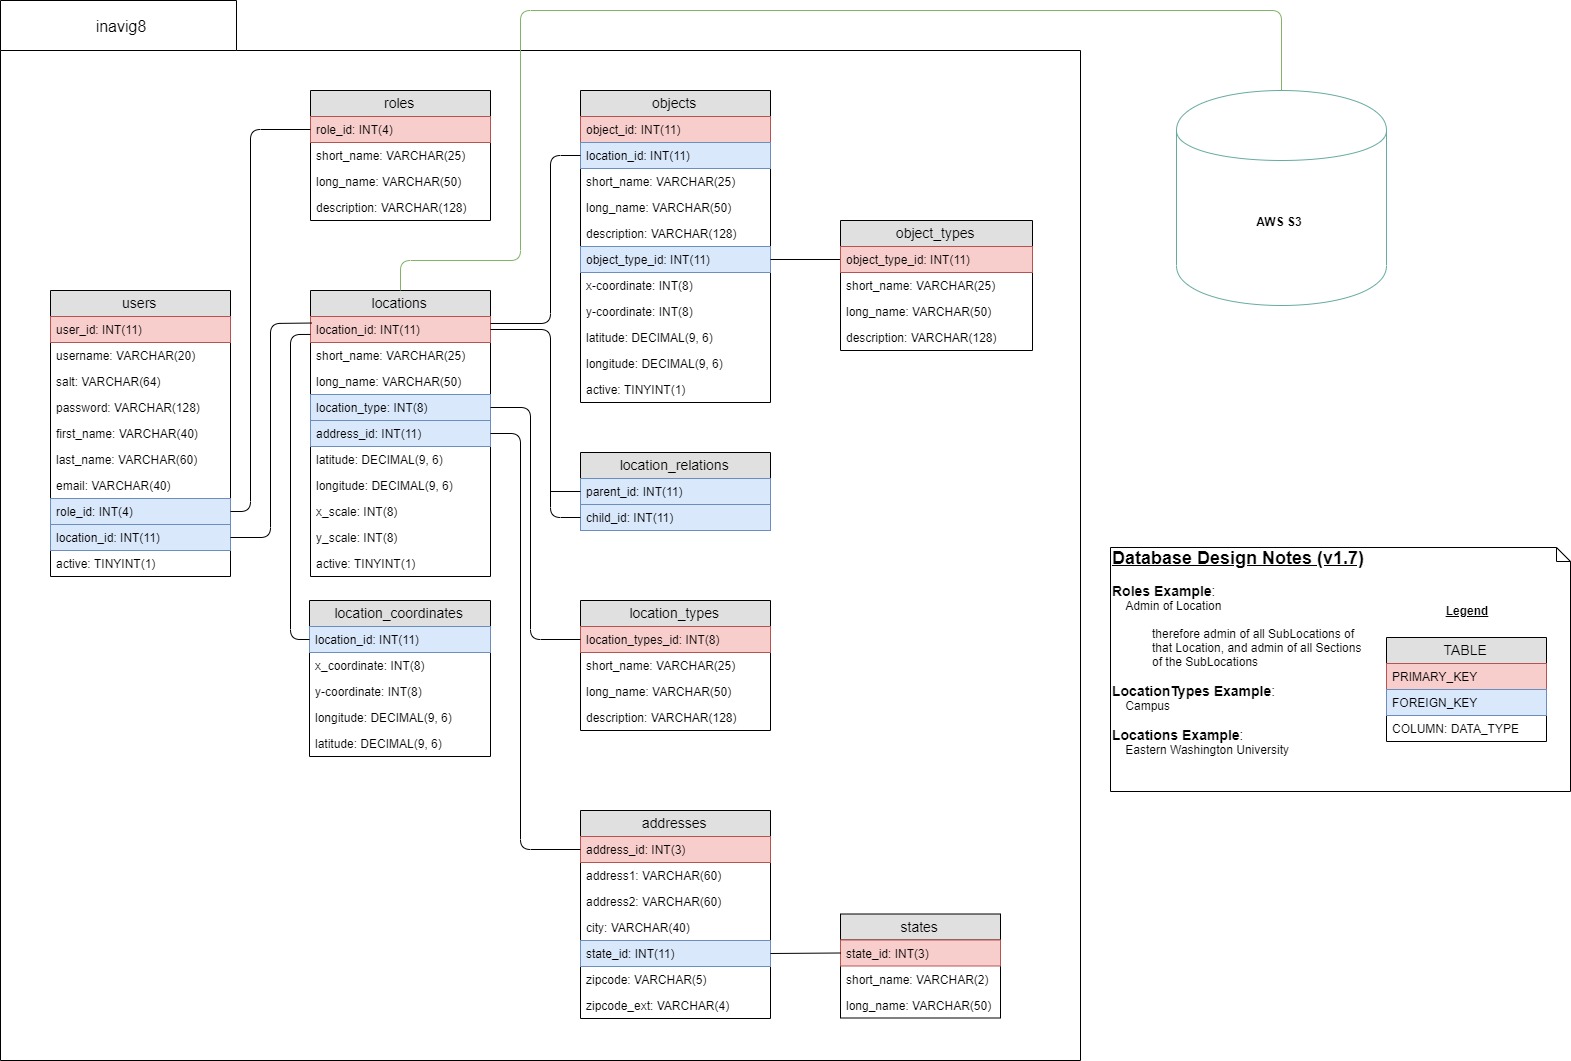 inavig8
roles
role_id: INT(4)
short_name: VARCHAR(25)
long_name: VARCHAR(50)
description: VARCHAR(128)
objects
object_id: INT(11)
location_id: INT(11)
short_name: VARCHAR(25)
long_name: VARCHAR(50)
description: VARCHAR(128)
object_type_id: INT(11)
x-coordinate: INT(8)
y-coordinate: INT(8)
latitude: DECIMAL(9, 6)
longitude: DECIMAL(9, 6)
active: TINYINT(1)
object_types
object_type_id: INT(11)
short_name: VARCHAR(25)
long_name: VARCHAR(50)
description: VARCHAR(128)
AWS S3
users
user_id: INT(11)
username: VARCHAR(20)
salt: VARCHAR(64)
password: VARCHAR(128)
first_name: VARCHAR(40)
last_name: VARCHAR(60)
email: VARCHAR(40)
role_id: INT(4)
location_id: INT(11)
active: TINYINT(1)
locations
location_id: INT(11)
short_name: VARCHAR(25)
long_name: VARCHAR(50)
location_type: INT(8)
address_id: INT(11)
latitude: DECIMAL(9, 6)
longitude: DECIMAL(9, 6)
x_scale: INT(8)
y_scale: INT(8)
active: TINYINT(1)
location_relations
parent_id: INT(11)
child_id: INT(11)
location_coordinates
location_id: INT(11)
x_coordinate: INT(8)
y-coordinate: INT(8)
longitude: DECIMAL(9, 6)
latitude: DECIMAL(9, 6)
location_types
location_types_id: INT(8)
short_name: VARCHAR(25)
long_name: VARCHAR(50)
description: VARCHAR(128)
addresses
address_id: INT(3)
address1: VARCHAR(60)
address2: VARCHAR(60)
city: VARCHAR(40)
state_id: INT(11)
zipcode: VARCHAR(5)
zipcode_ext: VARCHAR(4)
states
state_id: INT(3)
short_name: VARCHAR(2)
long_name: VARCHAR(50)
Database Design Notes (v1.7)
Roles Example:
Admin of Location
therefore admin of all SubLocations of
that Location, and admin of all Sections
of the SubLocations
LocationTypes Example:
Campus
Locations Example:
Eastern Washington University
Legend
TABLE
PRIMARY_KEY
FOREIGN_KEY
COLUMN: DATA_TYPE